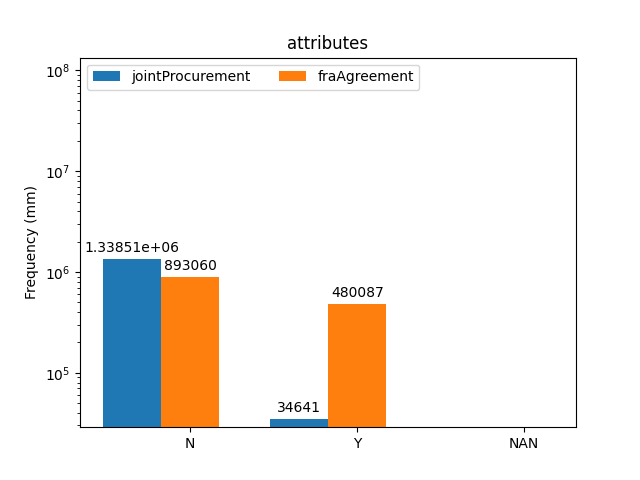 attributes
jointProcurement fraAgreement
10^8
10^7
10^6
10^5
Frequency (mm)
1.33851e+06
893060
480087
34641
N Y NAN